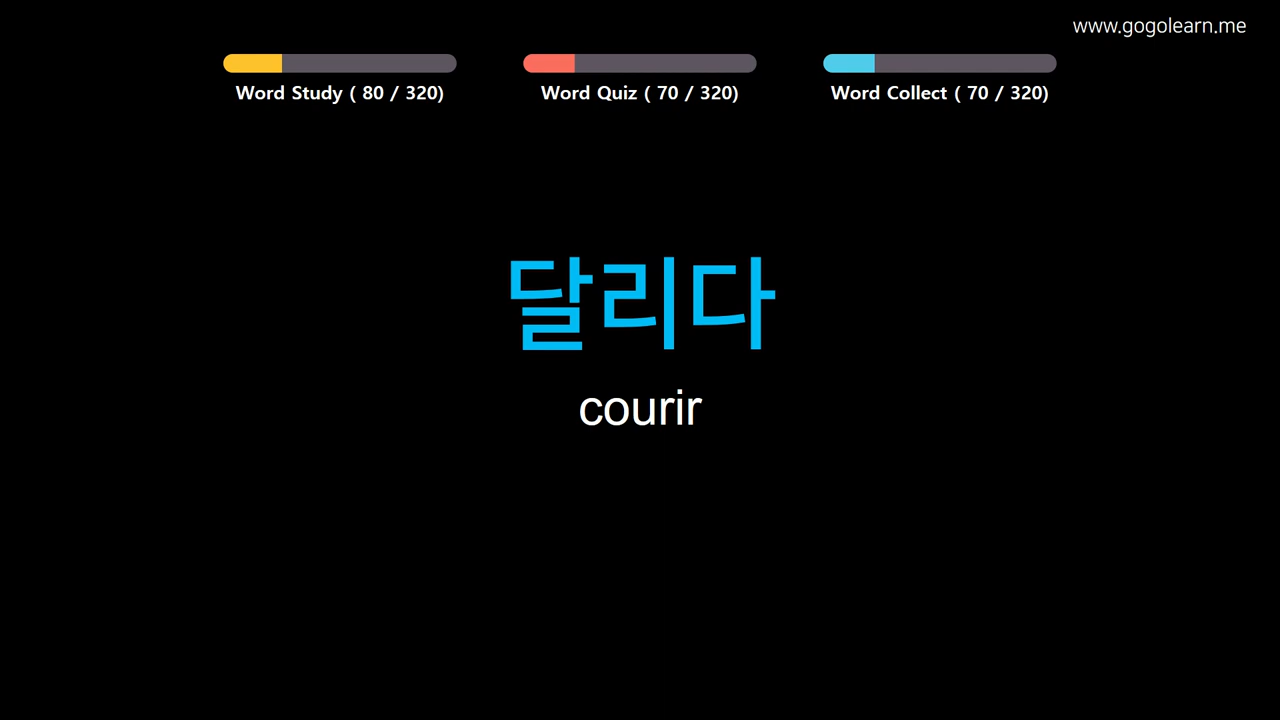 www.gogolearn.me
Word Study ( 80 / 320)
Word Quiz ( 70 / 320)
Word Collect ( 70 / 320)
달리다
courir